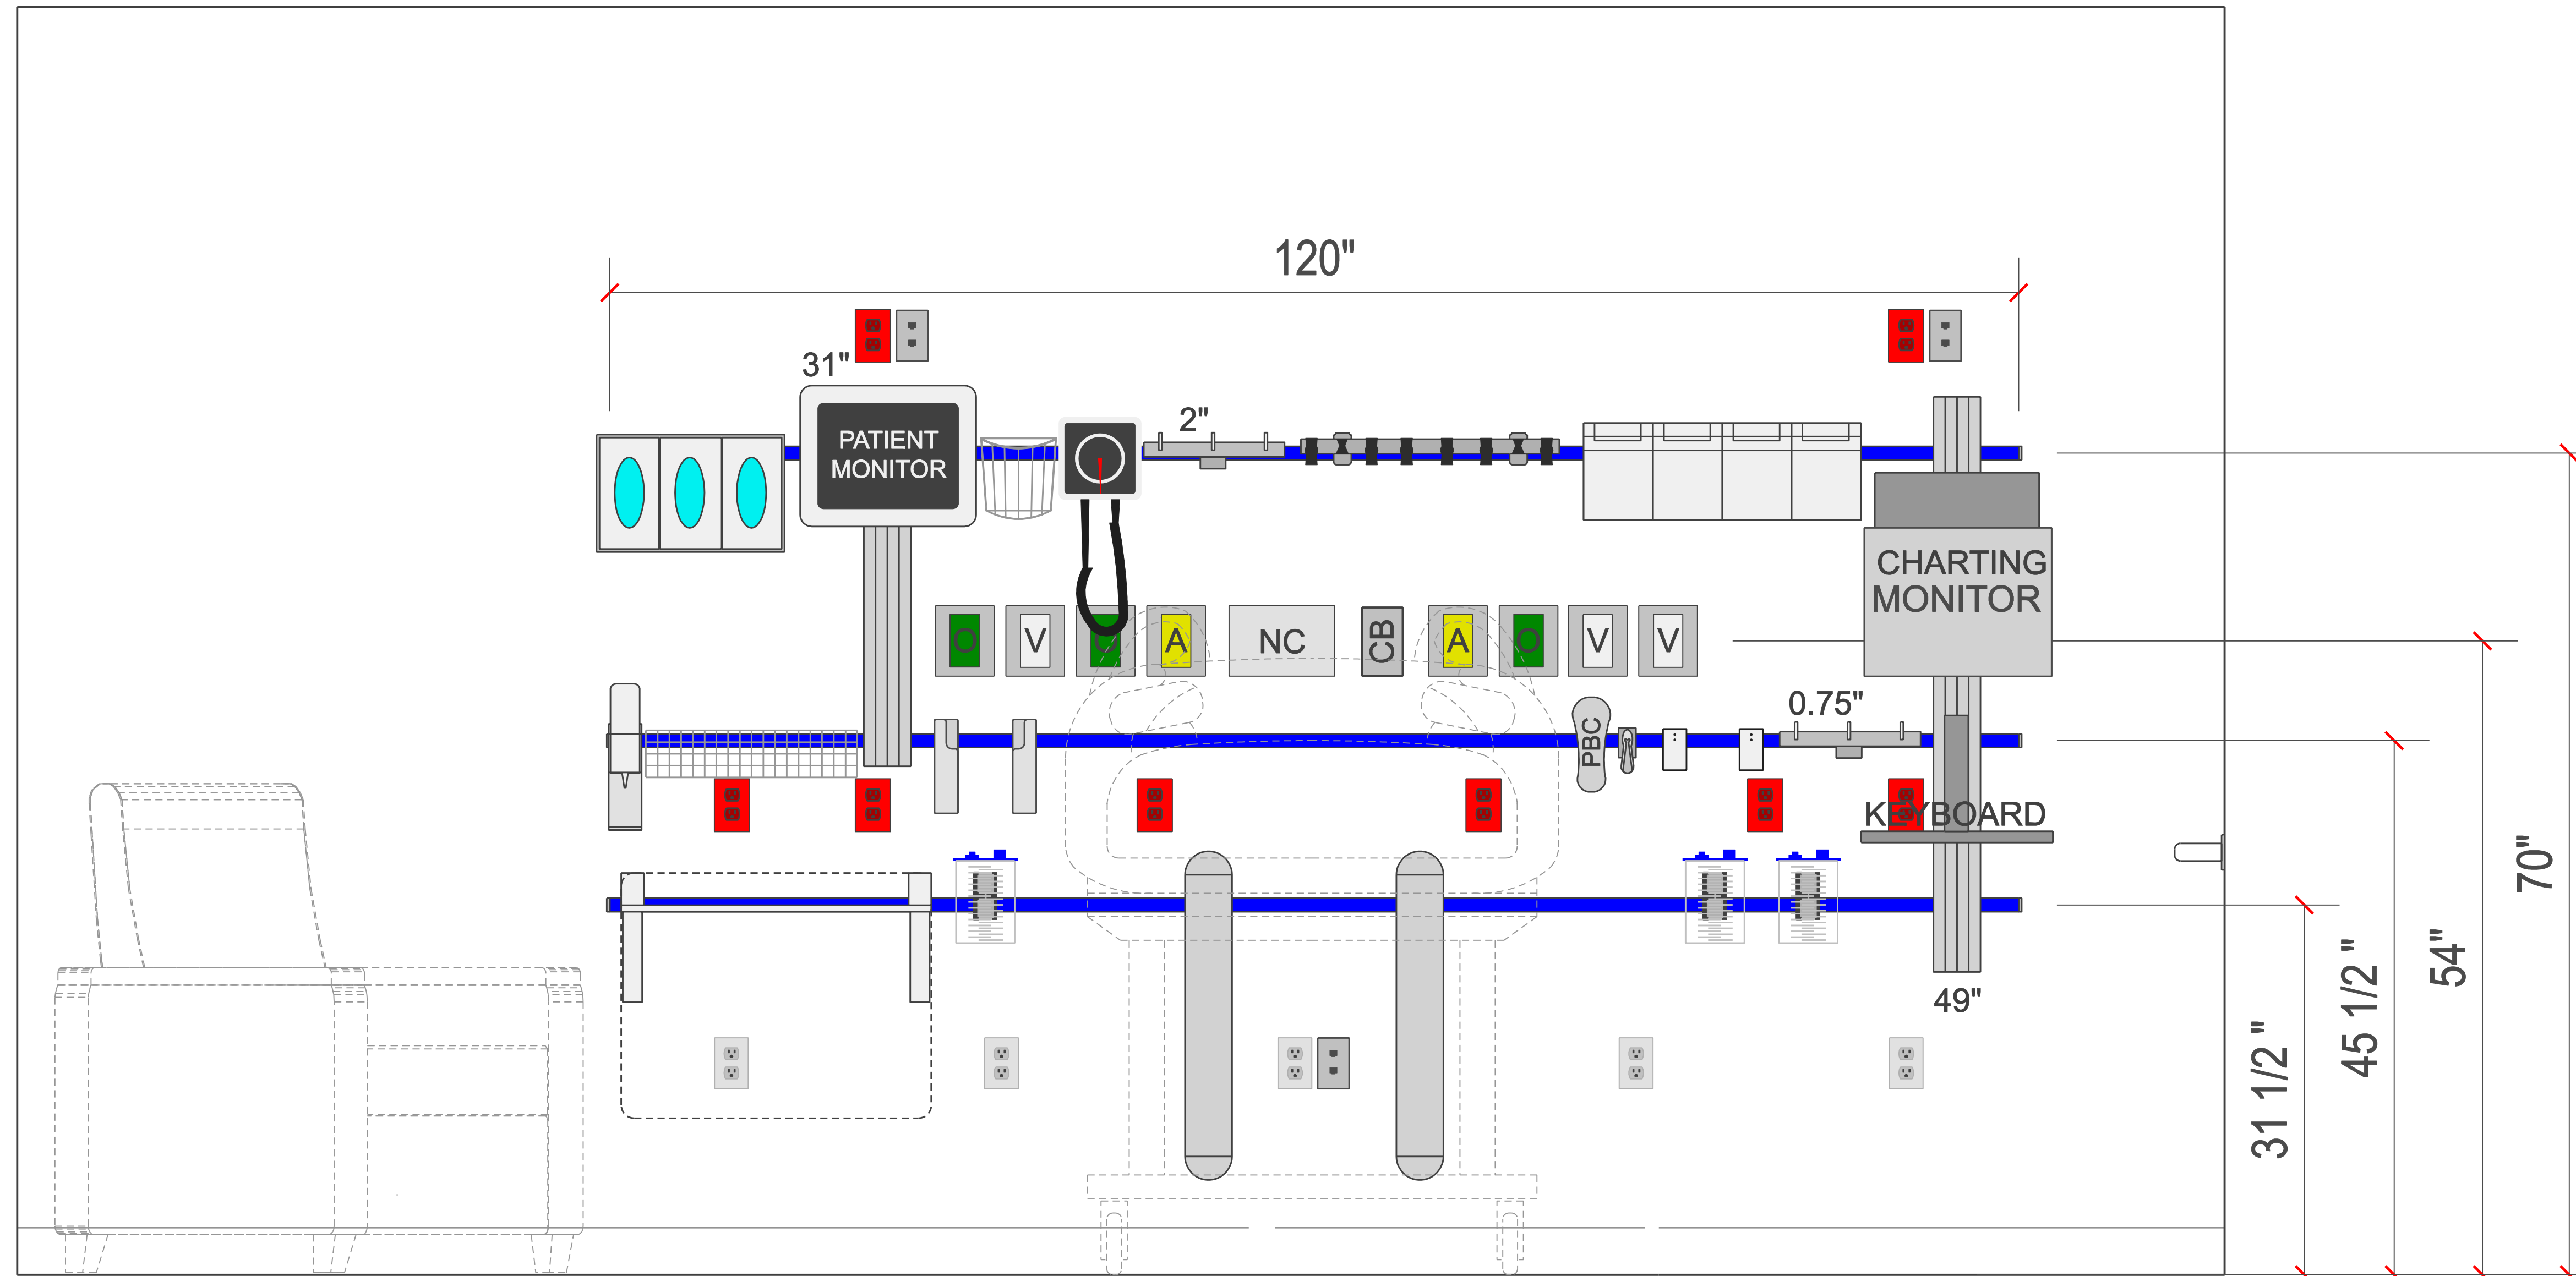 120"
31"
PATIENT
MONITOR
2"
CHARTING
MONITOR
O
V
O
A
NC
CB
A
O
V
V
PBC
0.75"
KEYBOARD
49"
31 1/2 "
45 1/2 "
54"
70"